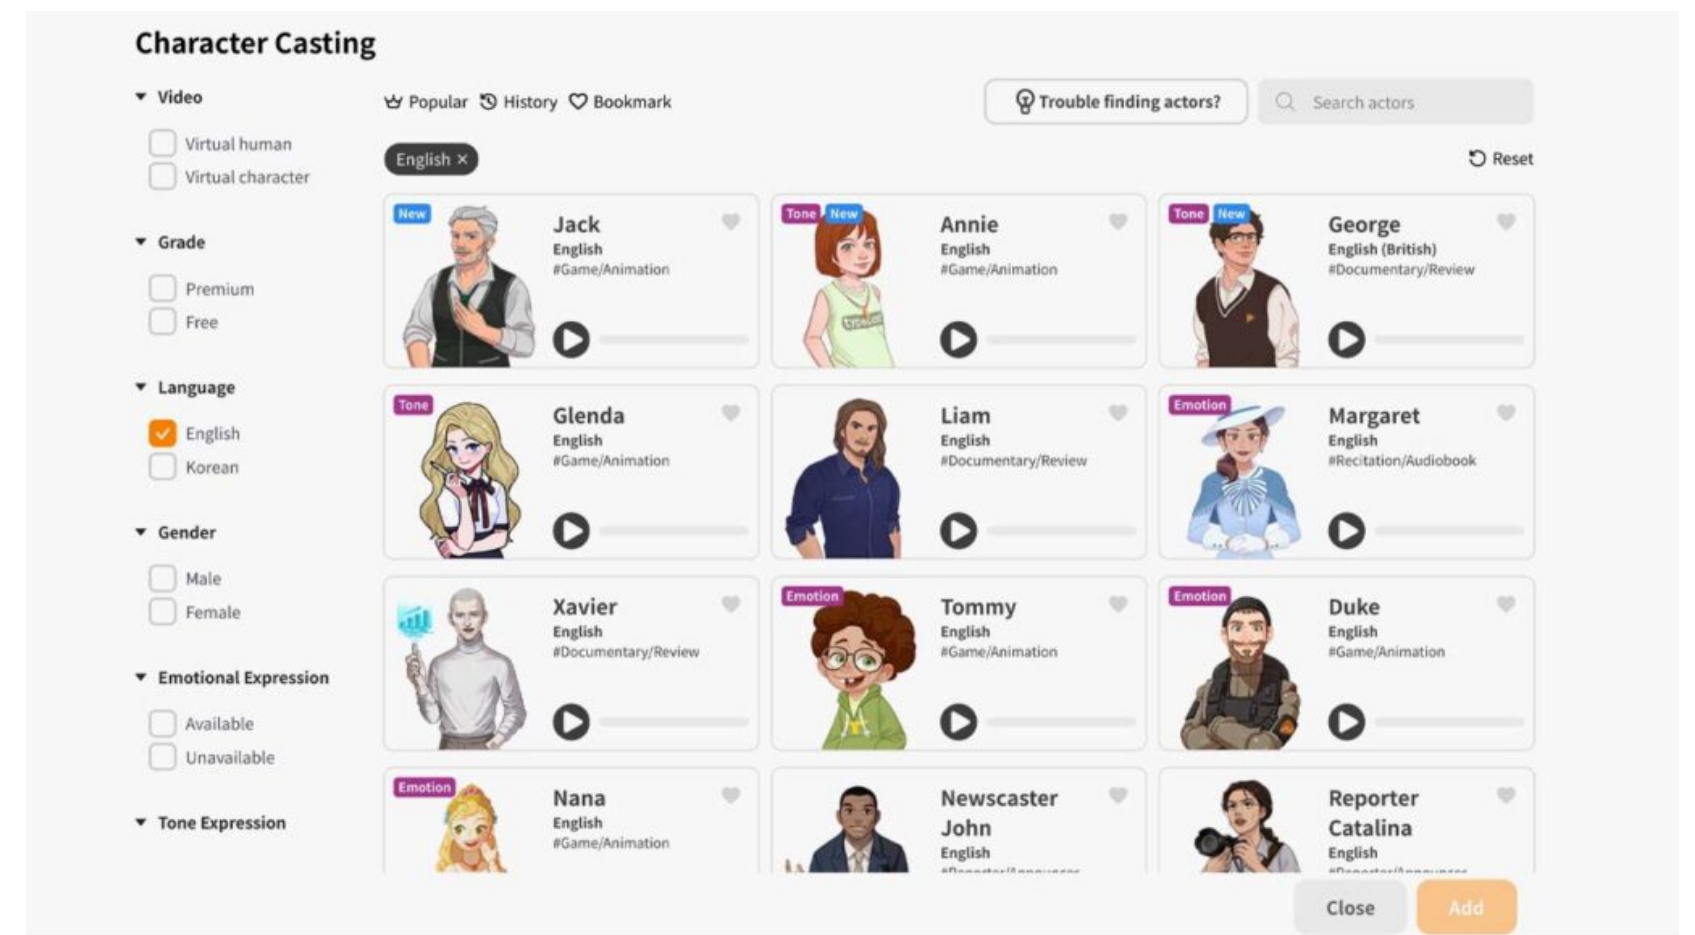 Character Casting
Video
Virtual human
Virtual character
Grade
Premium
Free
Language
English
Korean
Gender
Male
Female
Emotional Expression
Available
Unavailable
Tone Expression
Popular History Bookmark
Trouble finding actors?
Search actors
English ×
Reset
New
Jack
English
#Game/Animation
Tone New
Annie
English
#Game/Animation
Tone New
George
English (British)
#Documentary/Review
Tone
Glenda
English
#Game/Animation
Liam
English
#Documentary/Review
Emotion
Margaret
English
#Recitation/Audiobook
Xavier
English
#Documentary/Review
Emotion
Tommy
English
#Game/Animation
Emotion
Duke
English
#Game/Animation
Emotion
Nana
English
#Game/Animation
Newscaster
John
English
#Reporter/Announcer
Reporter
Catalina
English
#Reporter/Announcer
Close
Add